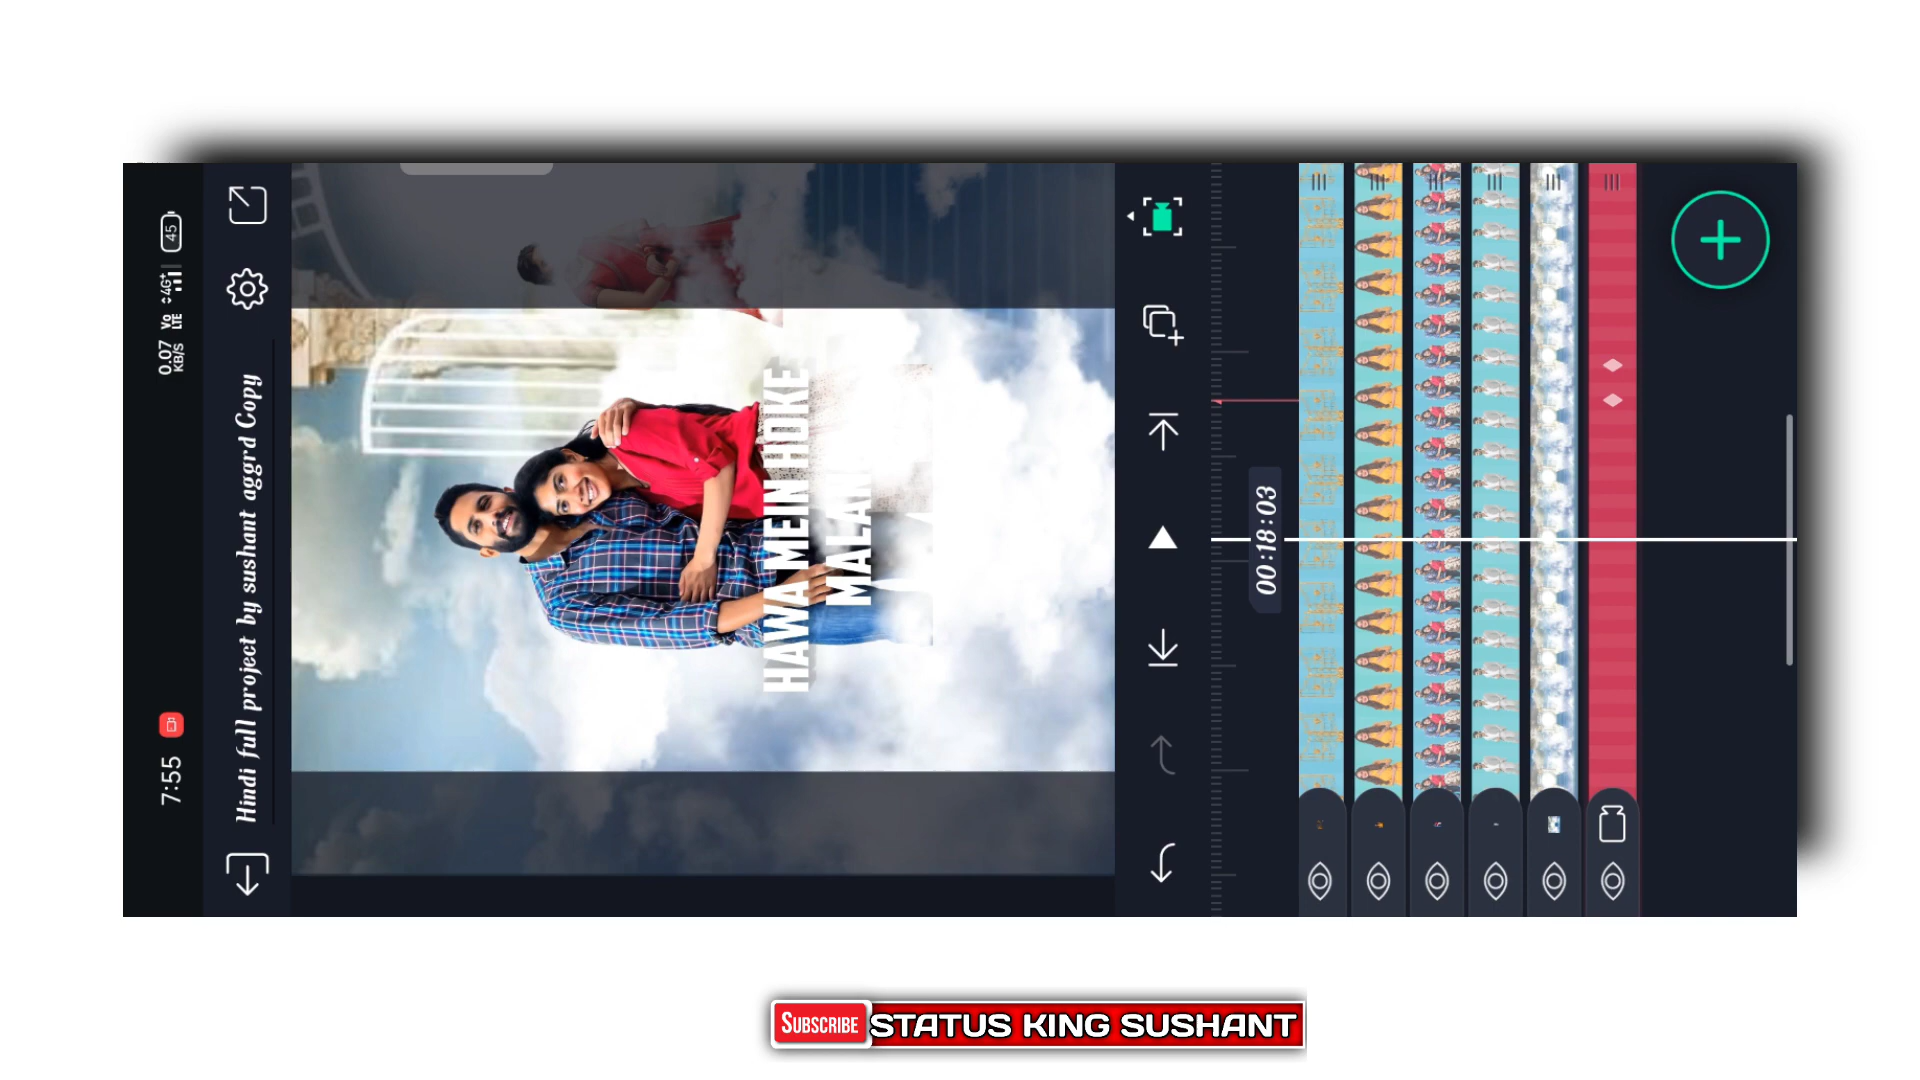 7:55
0.07 KB/S
Vo LTE
4G+
45
Hindi full project by sushant aggrd Copy
HAWA MEIN HOKE
MALAN
00:18:03
SUBSCRIBE
STATUS KING SUSHANT